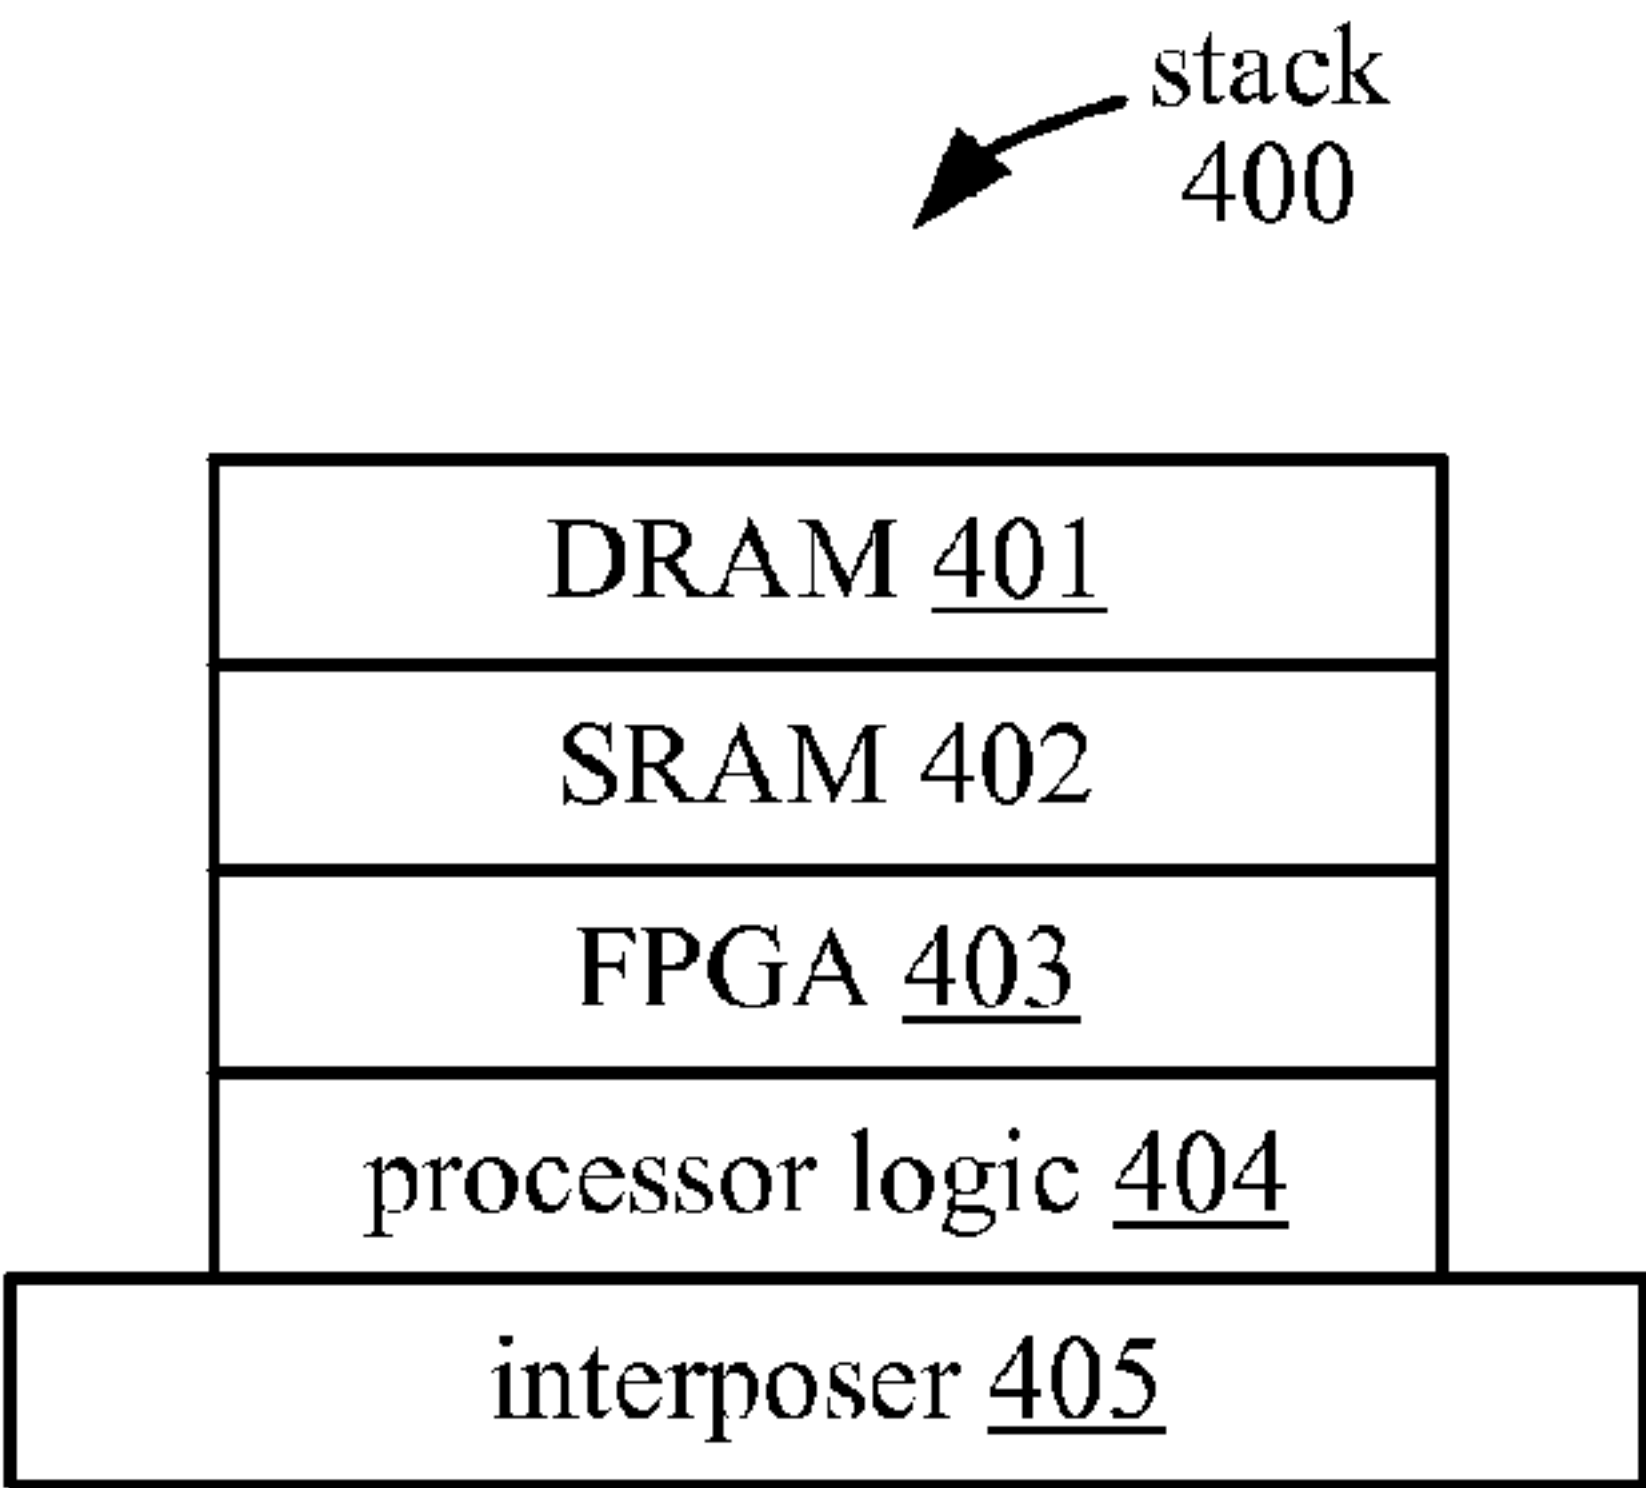 stack
400
DRAM 401
SRAM 402
FPGA 403
processor logic 404
interposer 405